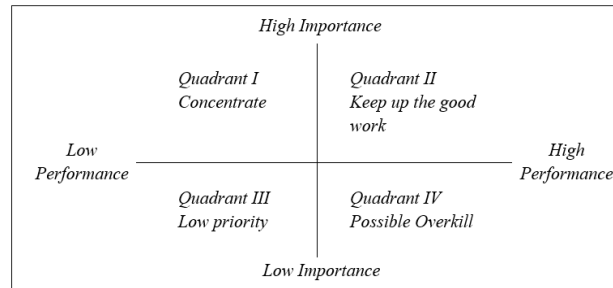 High Importance
Quadrant I
Concentrate
Quadrant II
Keep up the good
work
Low
Performance
High
Performance
Quadrant III
Low priority
Quadrant IV
Possible Overkill
Low Importance